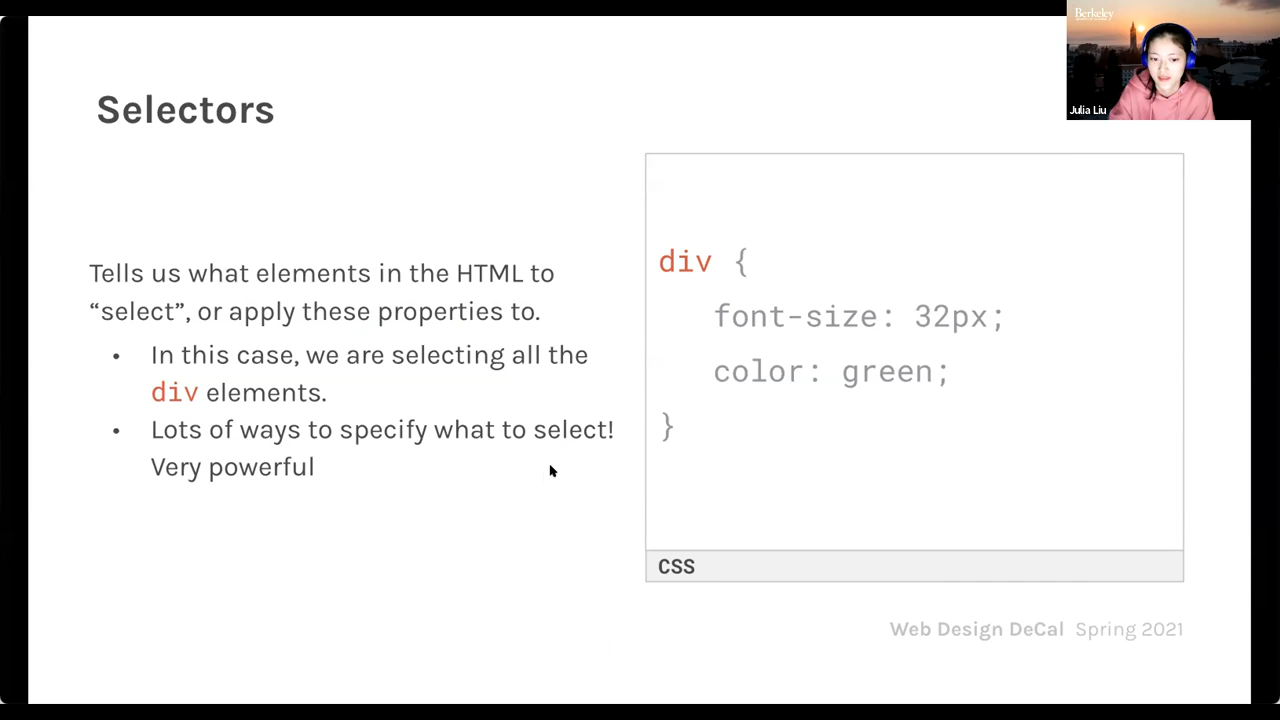 Berkeley
Julia Liu
Selectors
Tells us what elements in the HTML to
“select”, or apply these properties to.
• In this case, we are selecting all the
div elements.
• Lots of ways to specify what to select!
Very powerful
div {
font-size: 32px;
color: green;
}
CSS
Web Design DeCal Spring 2021